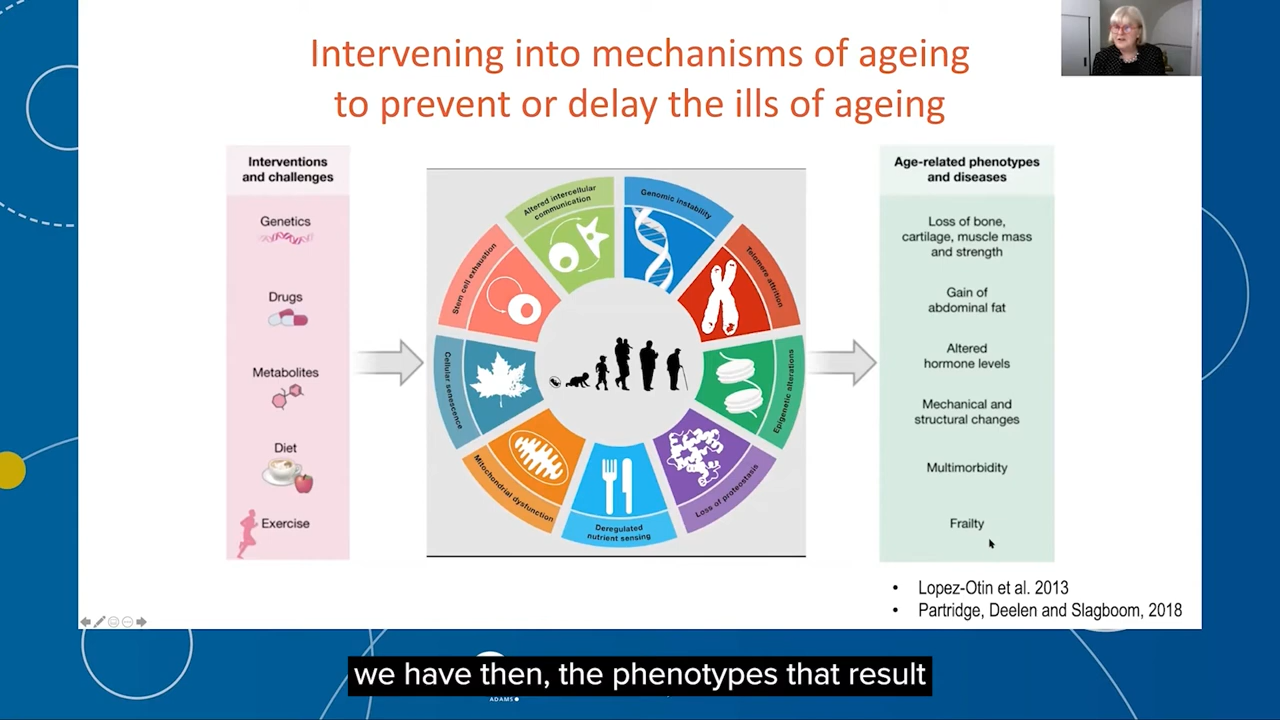 Intervening into mechanisms of ageing
to prevent or delay the ills of ageing
Interventions
and challenges
Genetics
Drugs
Metabolites
Diet
Exercise
Altered intercellular
communication
Genomic instability
Telomere attrition
Epigenetic alterations
Loss of proteostasis
Deregulated
nutrient sensing
Mitochondrial dysfunction
Cellular senescence
Stem cell exhaustion
Age-related phenotypes
and diseases
Loss of bone,
cartilage, muscle mass
and strength
Gain of
abdominal fat
Altered
hormone levels
Mechanical and
structural changes
Multimorbidity
Frailty
• Lopez-Otin et al. 2013
• Partridge, Deelen and Slagboom, 2018
we have then, the phenotypes that result
ADAMS